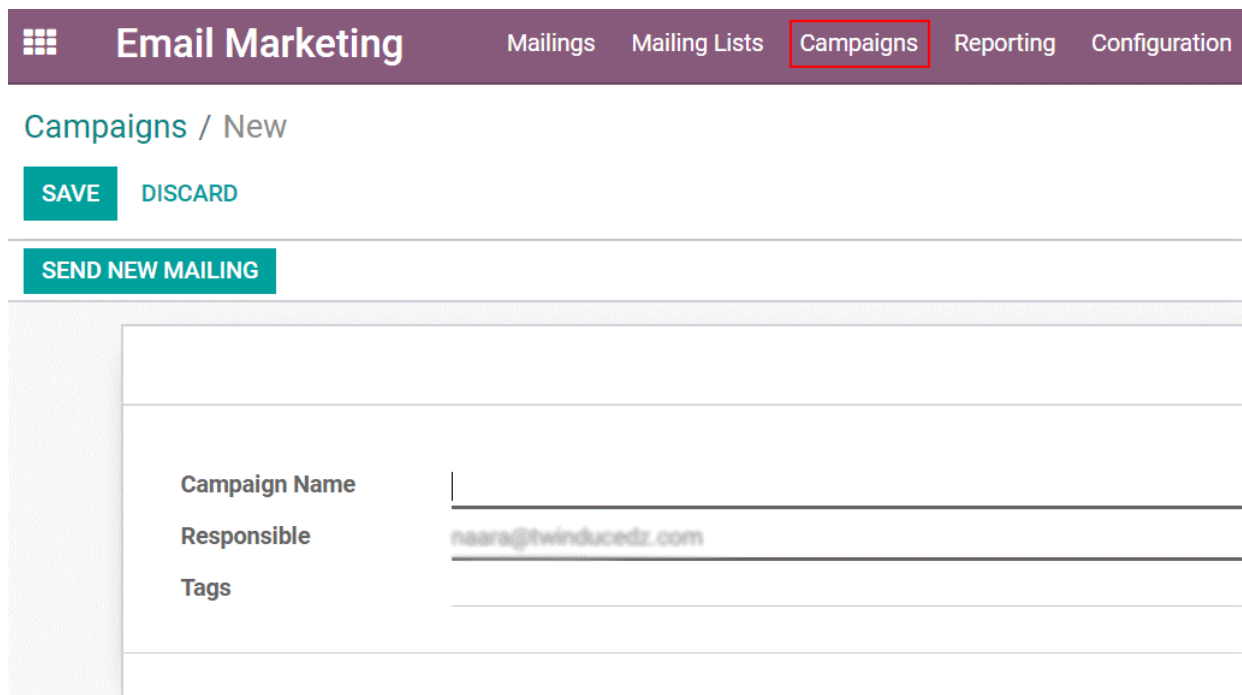 Email Marketing Mailings Mailing Lists Campaigns Reporting Configuration
Campaigns / New
SAVE DISCARD
SEND NEW MAILING
Campaign Name
Responsible
Tags